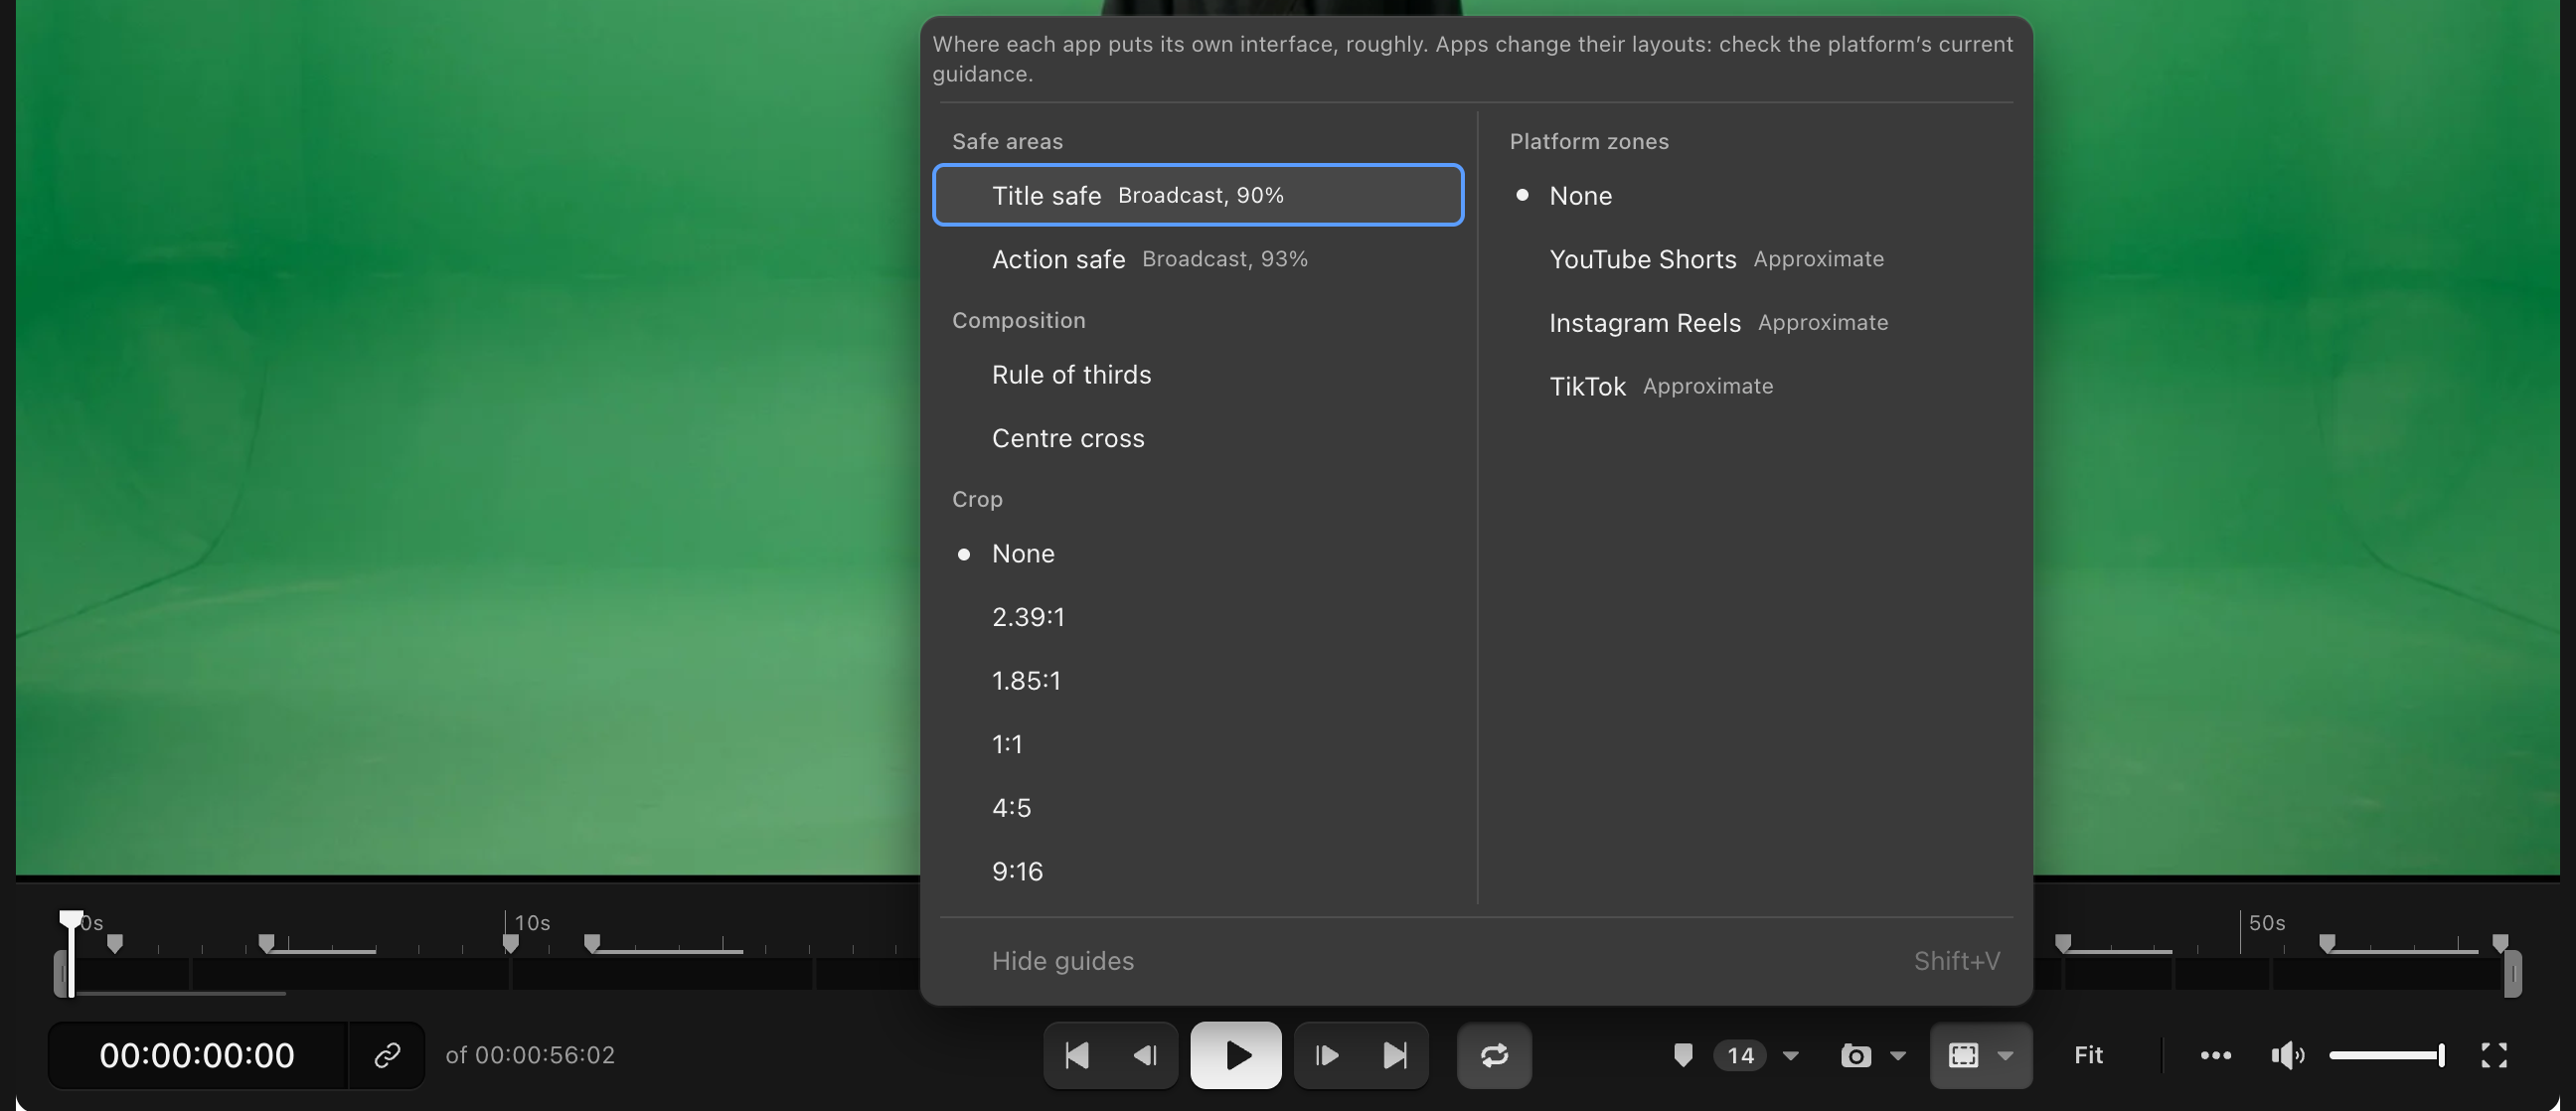 Where each app puts its own interface, roughly. Apps change their layouts: check the platform’s current
guidance.
Safe areas
Title safe Broadcast, 90%
Action safe Broadcast, 93%
Composition
Rule of thirds
Centre cross
Crop
None
2.39:1
1.85:1
1:1
4:5
9:16
Platform zones
None
YouTube Shorts Approximate
Instagram Reels Approximate
TikTok Approximate
Hide guides Shift+V
0s 10s 50s
00:00:00:00 of 00:00:56:02 14 Fit